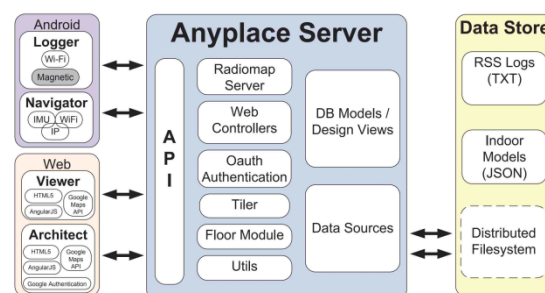 Android
Logger
Wi-Fi
Magnetic
Navigator
IMU
WiFi
IP
Web
Viewer
HTML5
AngularJS
Google
Maps
API
Architect
HTML5
AngularJS
Google
Maps
API
Google Authentication
Anyplace Server
A
P
I
Radiomap
Server
Web
Controllers
Oauth
Authentication
Tiler
Floor Module
Utils
DB Models /
Design Views
Data Sources
Data Store
RSS Logs
(TXT)
Indoor
Models
(JSON)
Distributed
Filesystem